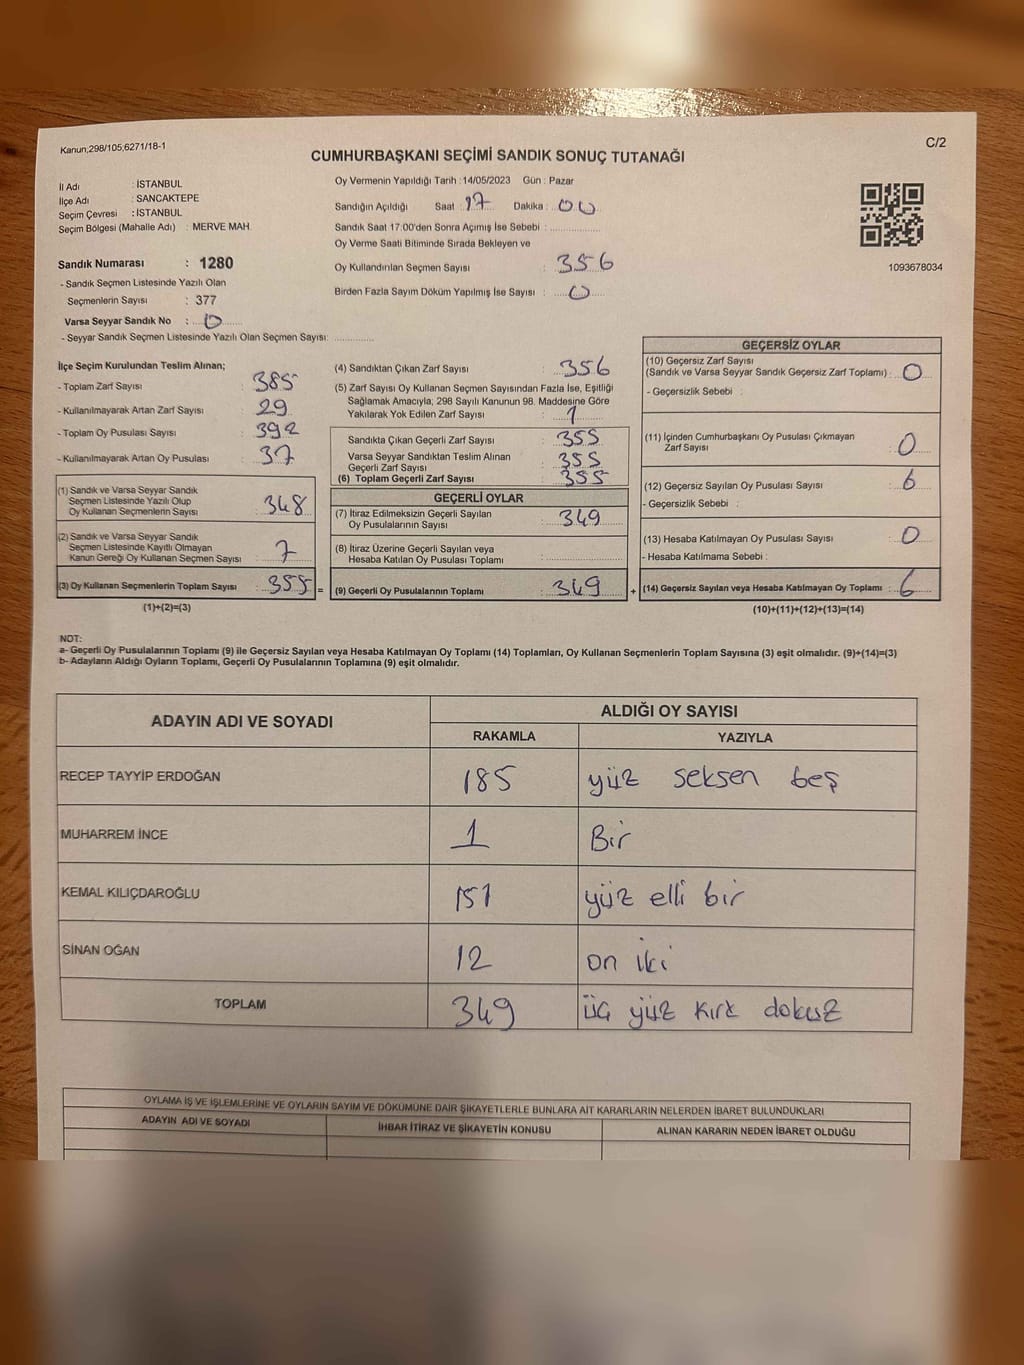 Kanun;298/105;6271/18-1
C/2
CUMHURBAŞKANI SEÇİMİ SANDIK SONUÇ TUTANAĞI
İl Adı : İSTANBUL
İlçe Adı : SANCAKTEPE
Seçim Çevresi : İSTANBUL
Seçim Bölgesi (Mahalle Adı) : MERVE MAH.
Sandık Numarası : 1280
- Sandık Seçmen Listesinde Yazılı Olan
Seçmenlerin Sayısı : 377
Varsa Seyyar Sandık No : 0
- Seyyar Sandık Seçmen Listesinde Yazılı Olan Seçmen Sayısı:
Oy Vermenin Yapıldığı Tarih : 14/05/2023 Gün : Pazar
Sandığın Açıldığı Saat : 17 Dakika : 00
Sandık Saat 17:00'den Sonra Açımış İse Sebebi :
Oy Verme Saati Bitiminde Sırada Bekleyen ve
Oy Kullandırılan Seçmen Sayısı : 356
Birden Fazla Sayım Döküm Yapılmış İse Sayısı : 0
1093678034
İlçe Seçim Kurulundan Teslim Alınan;
- Toplam Zarf Sayısı : 385
- Kullanılmayarak Artan Zarf Sayısı : 29
- Toplam Oy Pusulası Sayısı : 392
- Kullanılmayarak Artan Oy Pusulası : 37
(1) Sandık ve Varsa Seyyar Sandık
Seçmen Listesinde Yazılı Olup
Oy Kullanan Seçmenlerin Sayısı : 348
(2) Sandık ve Varsa Seyyar Sandık
Seçmen Listesinde Kayıtlı Olmayan
Kanun Gereği Oy Kullanan Seçmen Sayısı : 7
(3) Oy Kullanan Seçmenlerin Toplam Sayısı : 355 =
(1)+(2)=(3)
(4) Sandıktan Çıkan Zarf Sayısı : 356
(5) Zarf Sayısı Oy Kullanan Seçmen Sayısından Fazla İse, Eşitliği
Sağlamak Amacıyla; 298 Sayılı Kanunun 98. Maddesine Göre
Yakılarak Yok Edilen Zarf Sayısı : 1
Sandıkta Çıkan Geçerli Zarf Sayısı : 355
Varsa Seyyar Sandıktan Teslim Alınan
Geçerli Zarf Sayısı : 355
(6) Toplam Geçerli Zarf Sayısı : 355
GEÇERLİ OYLAR
(7) İtiraz Edilmeksizin Geçerli Sayılan
Oy Pusulalarının Sayısı : 349
(8) İtiraz Üzerine Geçerli Sayılan veya
Hesaba Katılan Oy Pusulası Toplamı :
(9) Geçerli Oy Pusulalarının Toplamı : 349 +
GEÇERSİZ OYLAR
(10) Geçersiz Zarf Sayısı
(Sandık ve Varsa Seyyar Sandık Geçersiz Zarf Toplamı) : 0
- Geçersizlik Sebebi :
(11) İçinden Cumhurbaşkanı Oy Pusulası Çıkmayan
Zarf Sayısı : 0
(12) Geçersiz Sayılan Oy Pusulası Sayısı : 6
- Geçersizlik Sebebi :
(13) Hesaba Katılmayan Oy Pusulası Sayısı : 0
- Hesaba Katılmama Sebebi :
(14) Geçersiz Sayılan veya Hesaba Katılmayan Oy Toplamı : 6
(10)+(11)+(12)+(13)=(14)
NOT:
a- Geçerli Oy Pusulalarının Toplamı (9) ile Geçersiz Sayılan veya Hesaba Katılmayan Oy Toplamı (14) Toplamları, Oy Kullanan Seçmenlerin Toplam Sayısına (3) eşit olmalıdır. (9)+(14)=(3)
b- Adayların Aldığı Oyların Toplamı, Geçerli Oy Pusulalarının Toplamına (9) eşit olmalıdır.
ADAYIN ADI VE SOYADI
ALDIĞI OY SAYISI
RAKAMLA YAZIYLA
RECEP TAYYİP ERDOĞAN 185 yüz seksen beş
MUHARREM İNCE 1 Bir
KEMAL KILIÇDAROĞLU 151 yüz elli bir
SİNAN OĞAN 12 on iki
TOPLAM 349 üç yüz kırk dokuz
OYLAMA İŞ VE İŞLEMLERİNE VE OYLARIN SAYIM VE DÖKÜMÜNE DAİR ŞİKAYETLERLE BUNLARA AİT KARARLARIN NELERDEN İBARET BULUNDUKLARI
ADAYIN ADI VE SOYADI İHBAR İTİRAZ VE ŞİKAYETİN KONUSU ALINAN KARARIN NEDEN İBARET OLDUĞU